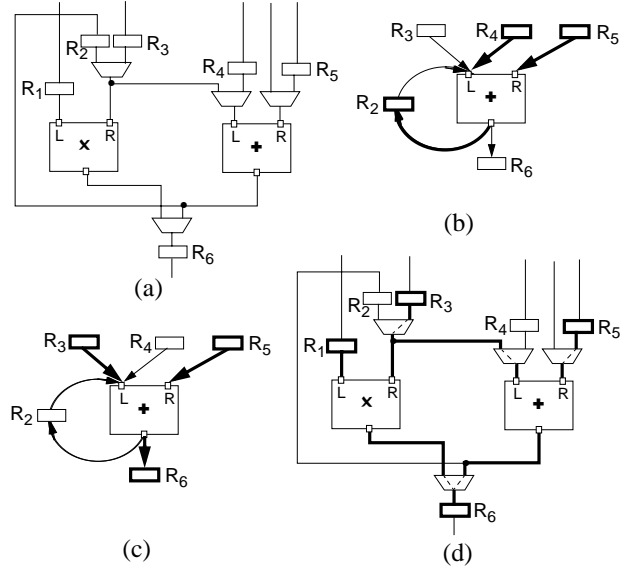 R2 R3
R4 R5
R1
L R L R
x +
R6
(a)
R3 R4 R5
L R
R2 +
R6
(b)
R3 R4 R5
L R
R2 +
R6
(c)
R2 R3
R1 R4 R5
L R L R
x +
R6
(d)